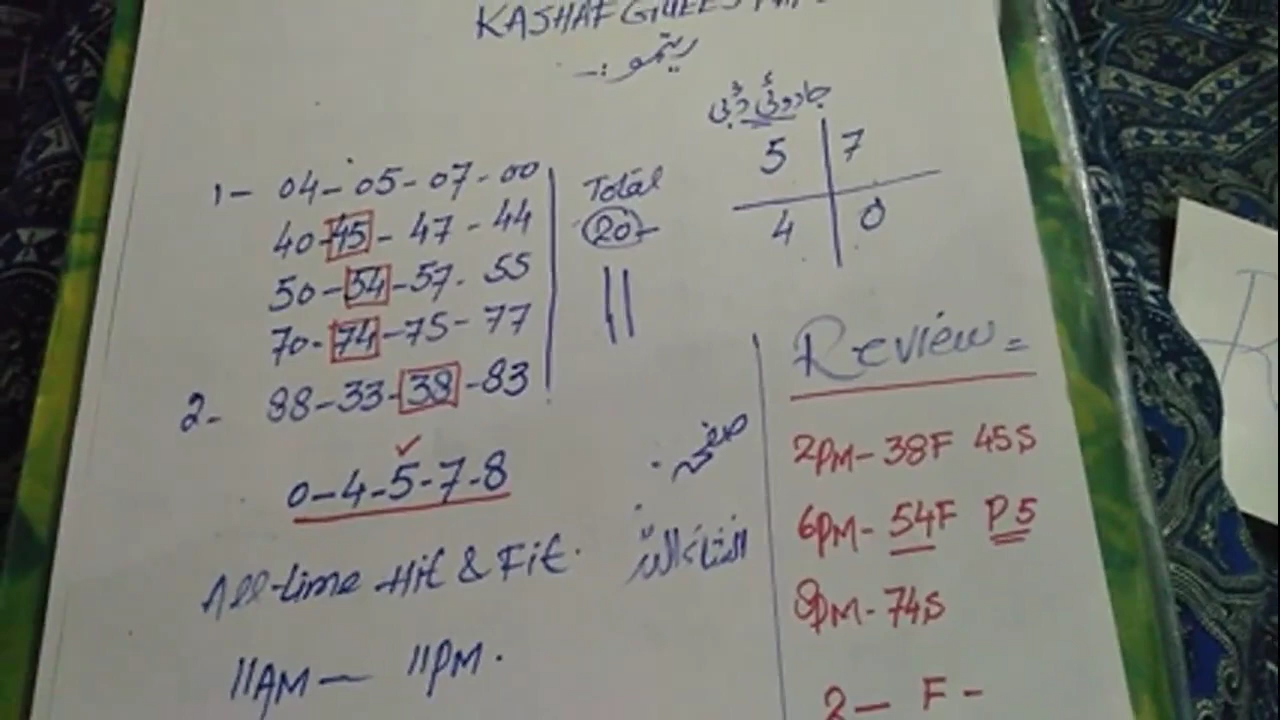 KASHAF
ریتمو :۔
1- 04-05-07-00
40-45-47-44
50-54-57-55
70-74-75-77
2- 88-33-38-83
0-4-5-7-8
All-time Hit & Fit.
11AM — 11PM.
Total
20
صفحہ
انشاءاللہ
5 7
4 0
Review =
2PM- 38F 45S
6PM- 54F P5
9PM- 74S
2- F -